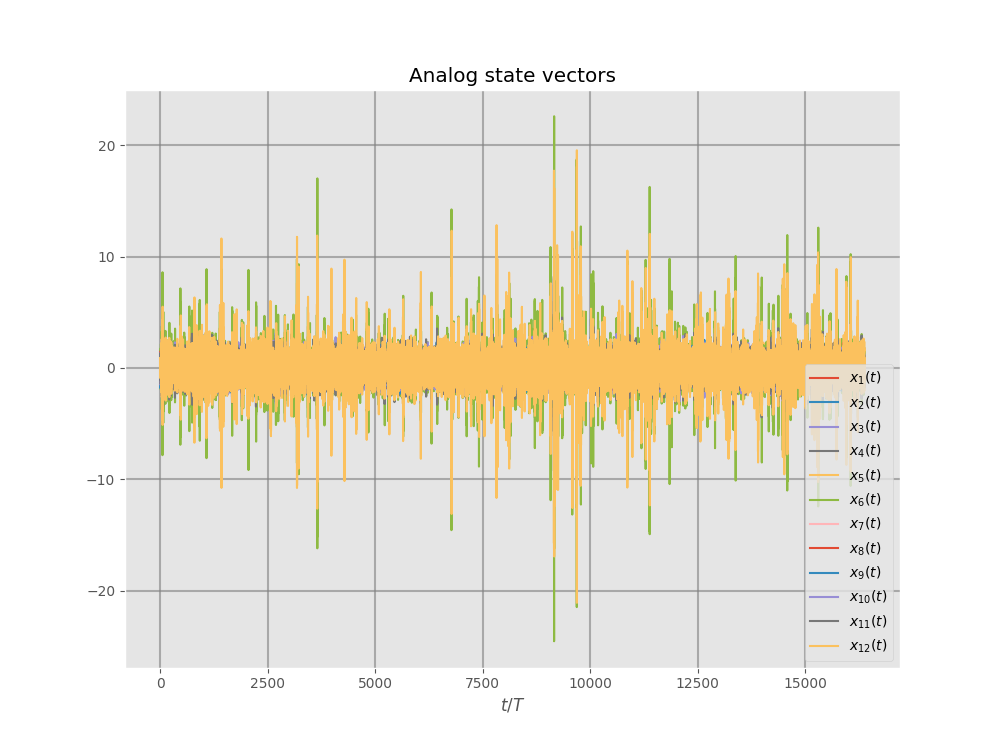 Analog state vectors
20
10
0
−10
−20
0 2500 5000 7500 10000 12500 15000
t/T
x₁(t)
x₂(t)
x₃(t)
x₄(t)
x₅(t)
x₆(t)
x₇(t)
x₈(t)
x₉(t)
x₁₀(t)
x₁₁(t)
x₁₂(t)